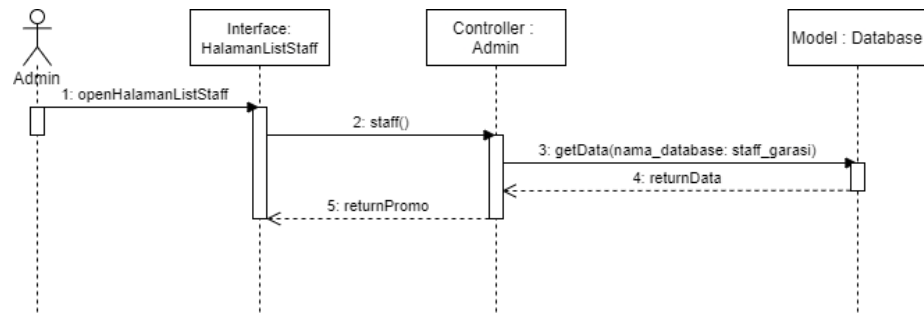 Interface:
HalamanListStaff
Controller :
Admin
Model : Database
Admin
1: openHalamanListStaff
2: staff()
3: getData(nama_database: staff_garasi)
4: returnData
5: returnPromo